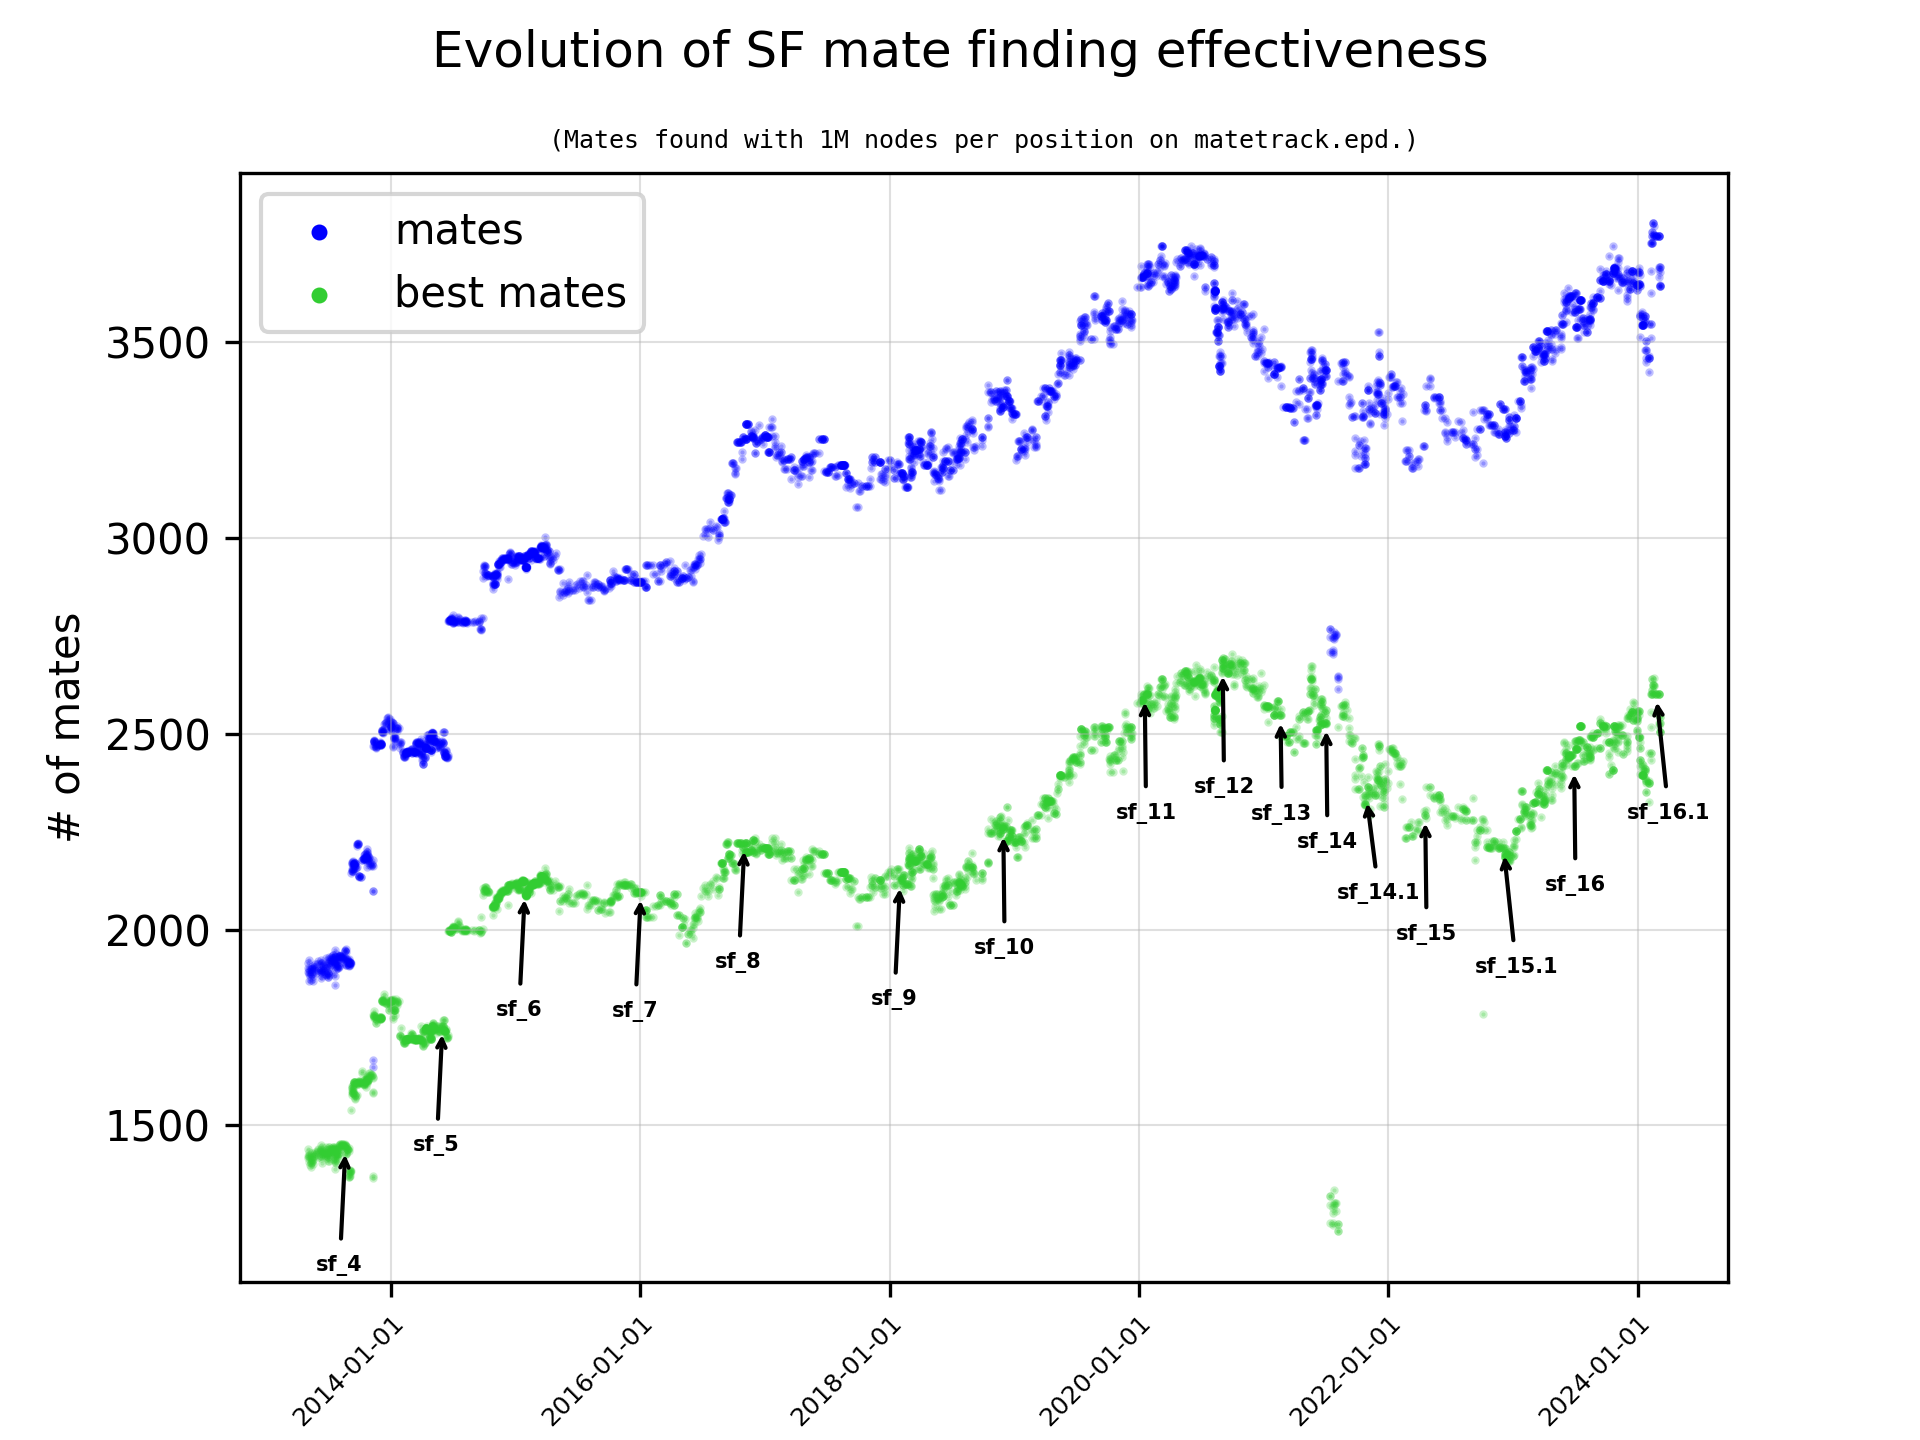 Evolution of SF mate finding effectiveness
(Mates found with 1M nodes per position on matetrack.epd.)
mates
best mates
# of mates
3500
3000
2500
2000
1500
sf_4
sf_5
sf_6
sf_7
sf_8
sf_9
sf_10
sf_11
sf_12
sf_13
sf_14
sf_14.1
sf_15
sf_15.1
sf_16
sf_16.1
2014-01-01
2016-01-01
2018-01-01
2020-01-01
2022-01-01
2024-01-01